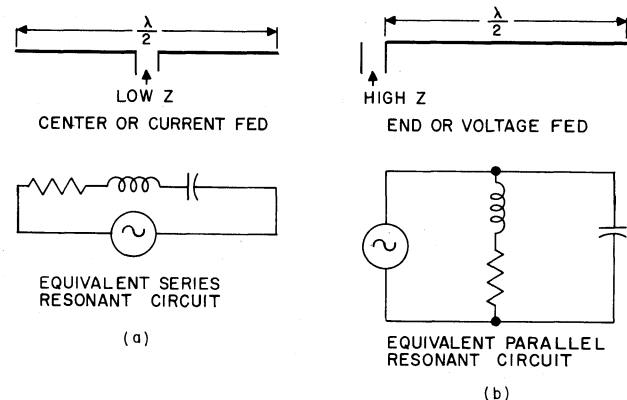 λ/2
LOW Z
CENTER OR CURRENT FED
EQUIVALENT SERIES
RESONANT CIRCUIT
(a)
λ/2
HIGH Z
END OR VOLTAGE FED
EQUIVALENT PARALLEL
RESONANT CIRCUIT
(b)